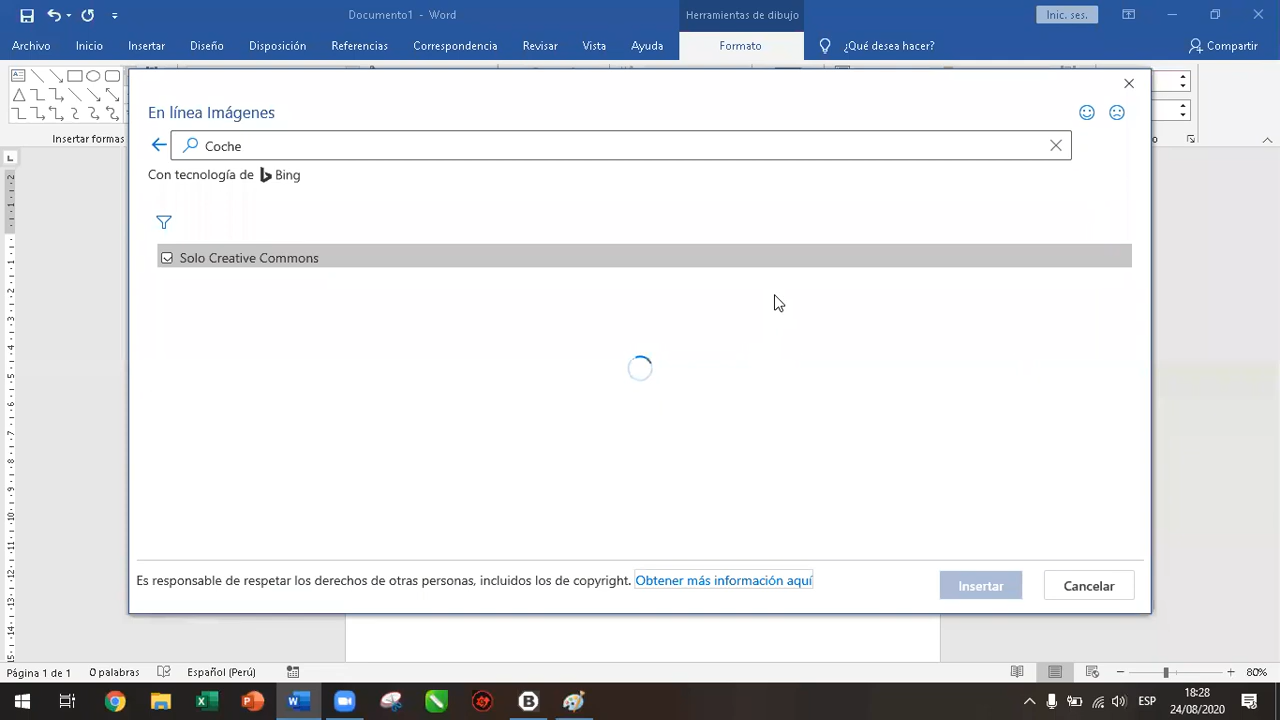 Documento1 - Word
Herramientas de dibujo
Inic. ses.
Archivo Inicio Insertar Diseño Disposición Referencias Correspondencia Revisar Vista Ayuda Formato ¿Qué desea hacer? Compartir
Insertar formas
En línea Imágenes
Coche
Con tecnología de Bing
Solo Creative Commons
Es responsable de respetar los derechos de otras personas, incluidos los de copyright. Obtener más información aquí
Insertar
Cancelar
Página 1 de 1 0 palabras Español (Perú) 80%
ESP
18:28
24/08/2020